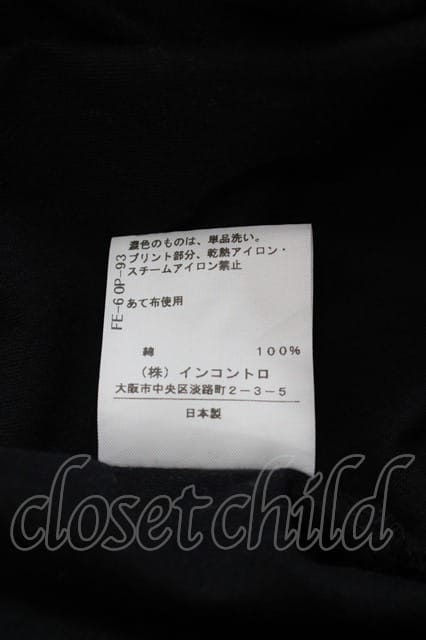 濃色のものは、単品洗い。
プリント部分、乾熱アイロン・
スチームアイロン禁止
あて布使用
FE-60P-93
綿 100%
(株) インコントロ
大阪市中央区淡路町2-3-5
日本製
closetchild